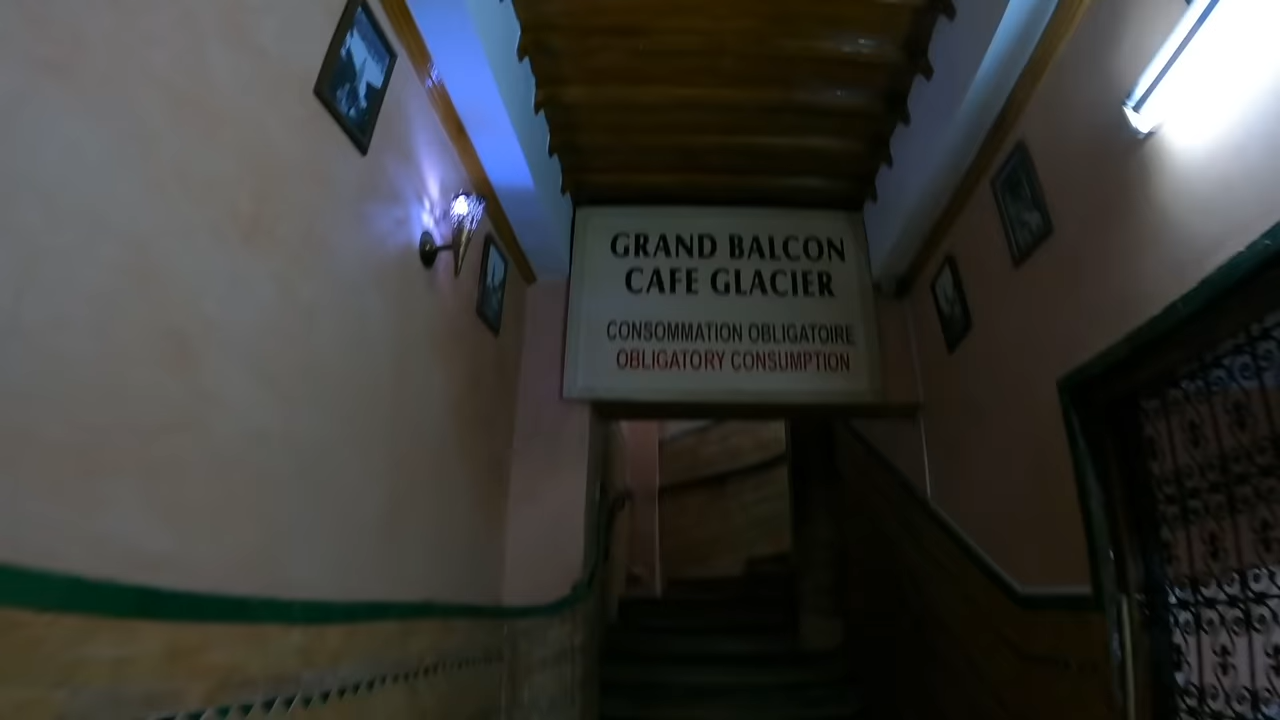 GRAND BALCON
CAFE GLACIER
CONSOMMATION OBLIGATOIRE
OBLIGATORY CONSUMPTION